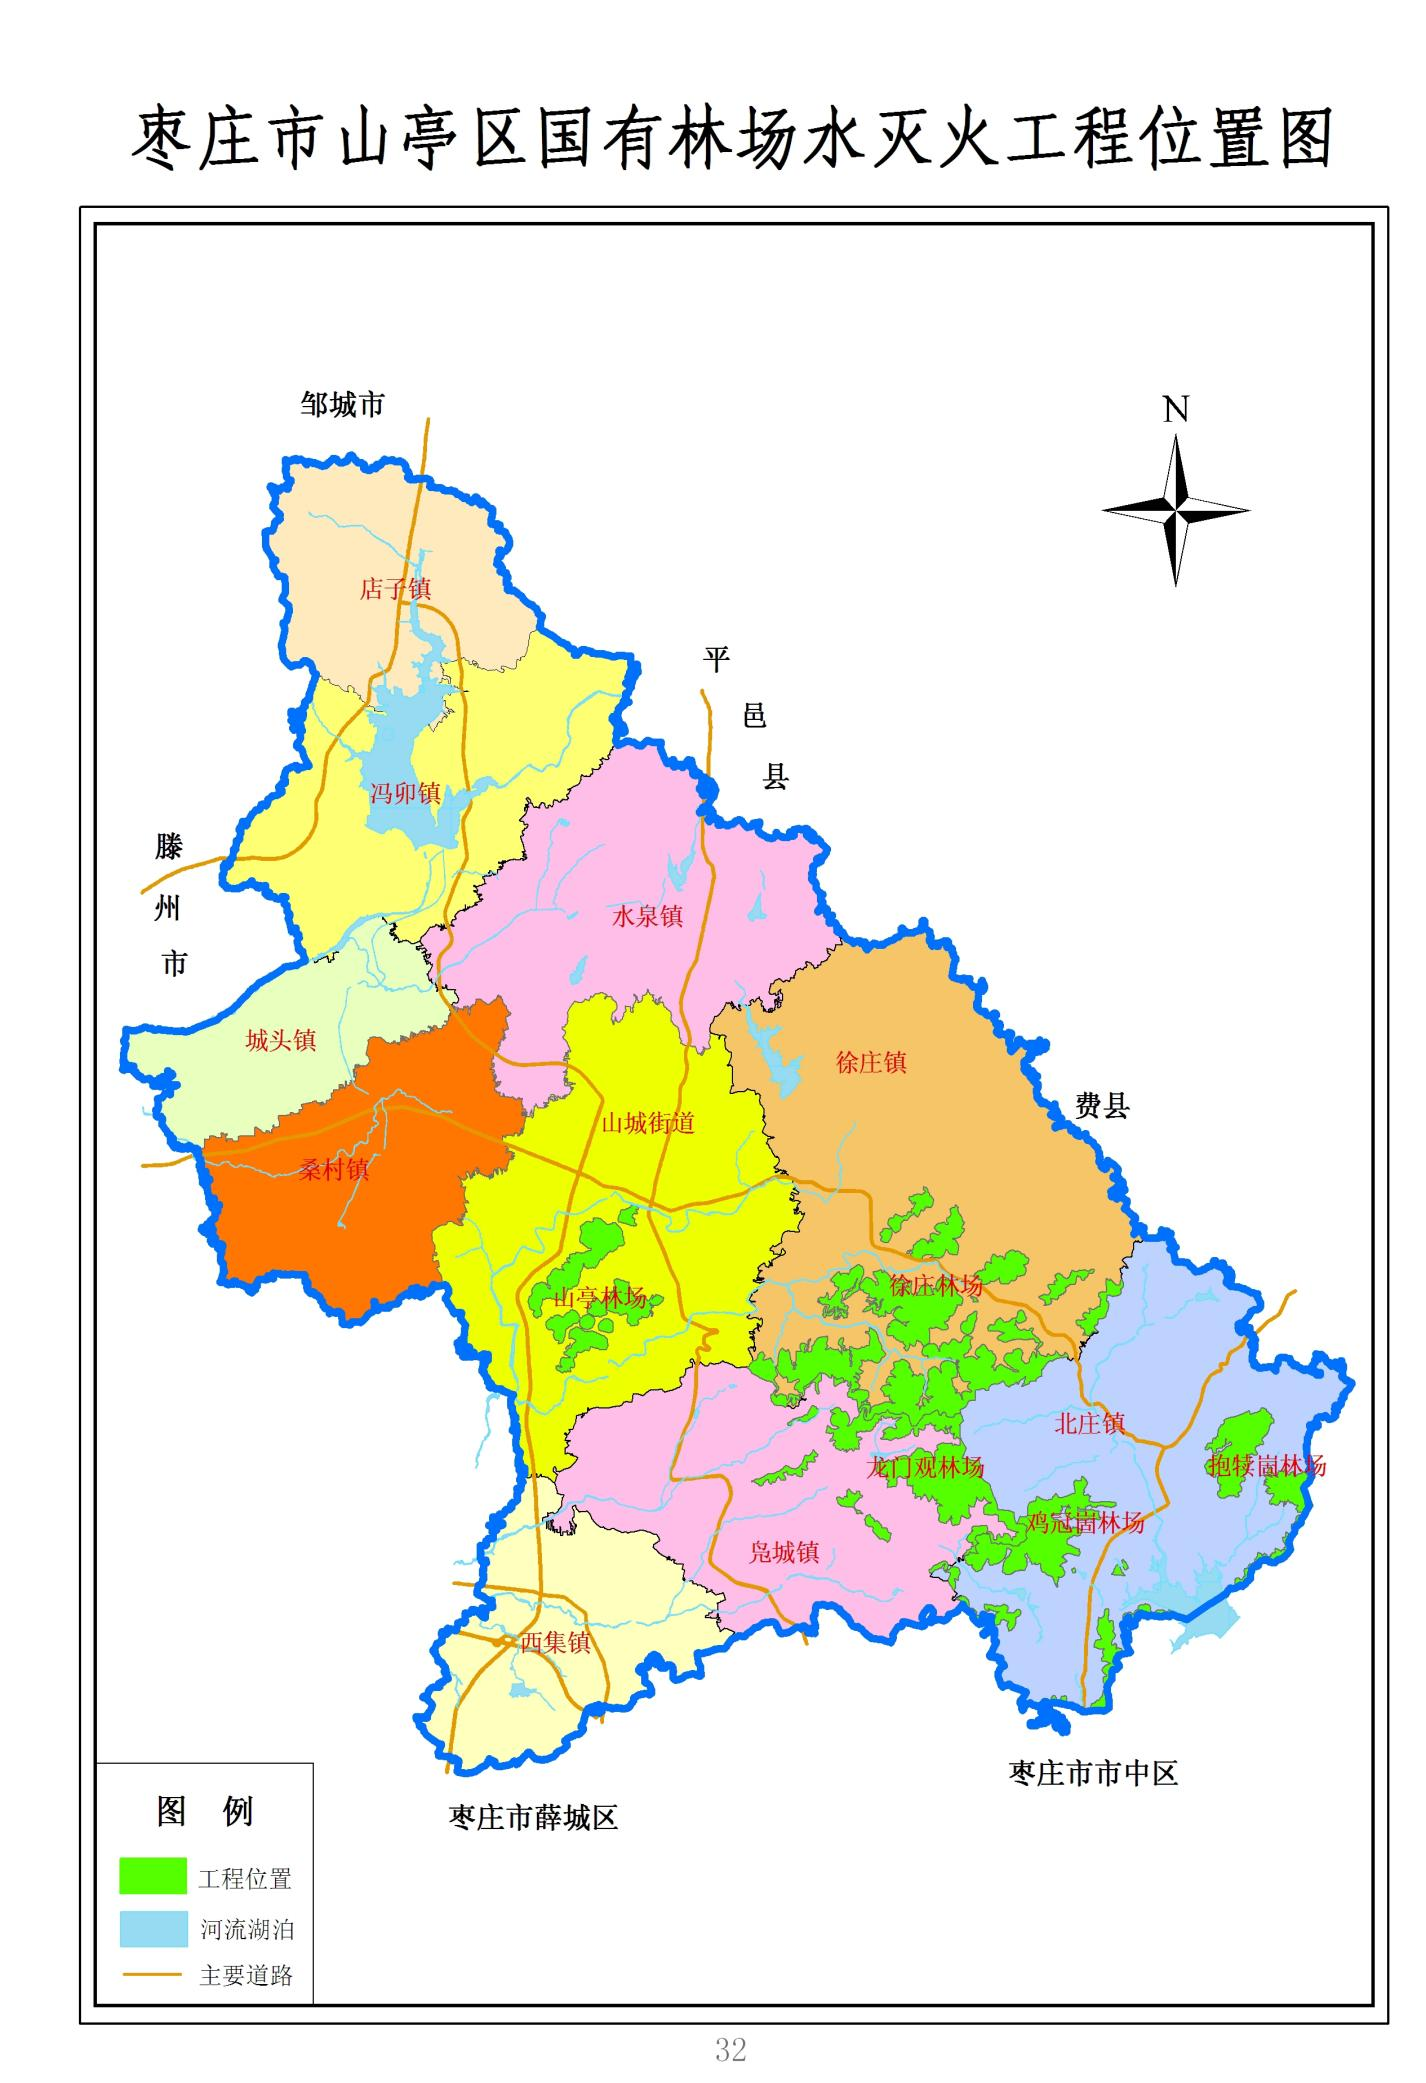 枣庄市山亭区国有林场水灭火工程位置图
邹城市
N
店子镇
平
邑
县
冯卯镇
滕
州
市
水泉镇
城头镇
徐庄镇
费县
山城街道
桑村镇
徐庄林场
山亭林场
北庄镇
龙门观林场
抱犊崮林场
鸡冠崮林场
凫城镇
西集镇
枣庄市市中区
枣庄市薛城区
图 例
工程位置
河流湖泊
主要道路
32